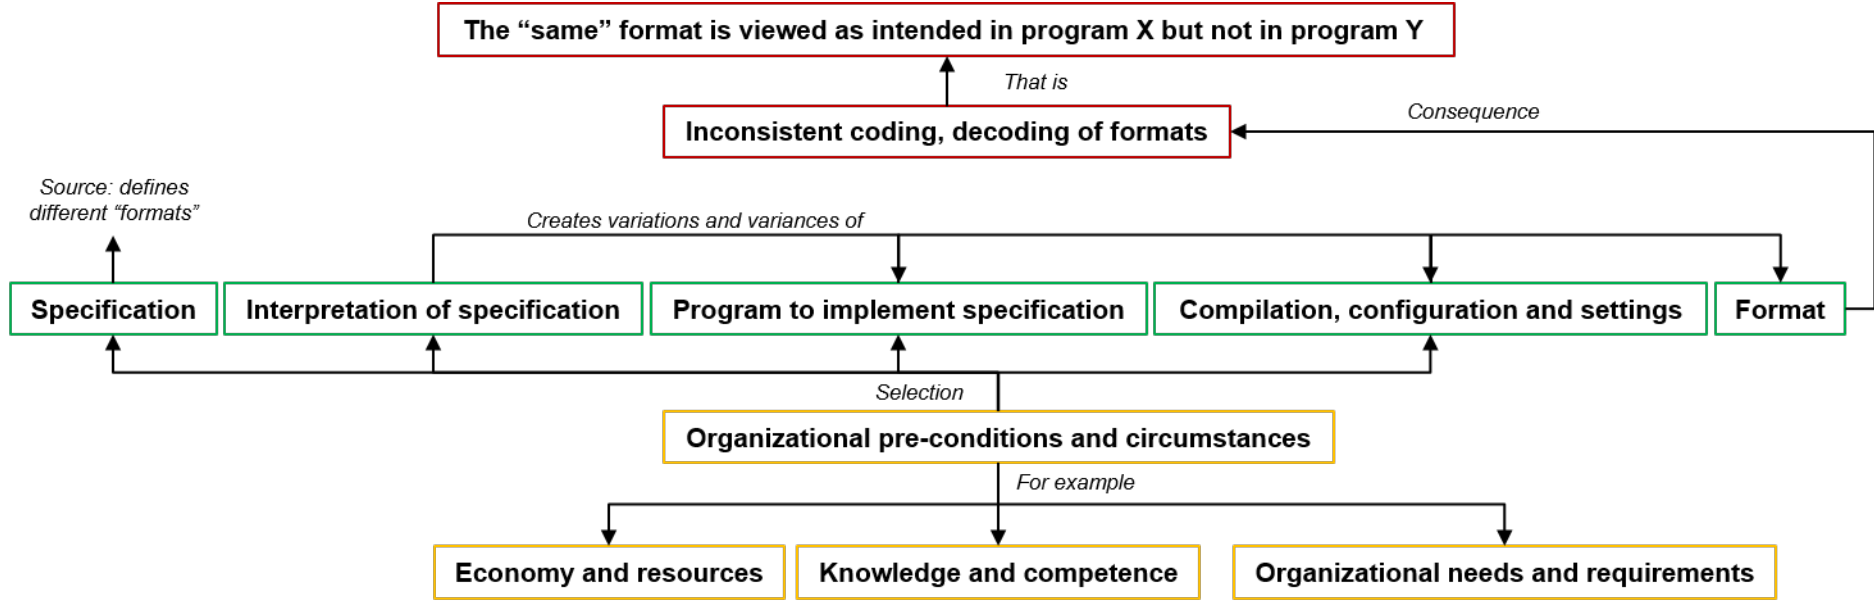 The “same” format is viewed as intended in program X but not in program Y
That is
Consequence
Inconsistent coding, decoding of formats
Source: defines
different “formats”
Creates variations and variances of
Specification
Interpretation of specification
Program to implement specification
Compilation, configuration and settings
Format
Selection
Organizational pre-conditions and circumstances
For example
Economy and resources
Knowledge and competence
Organizational needs and requirements